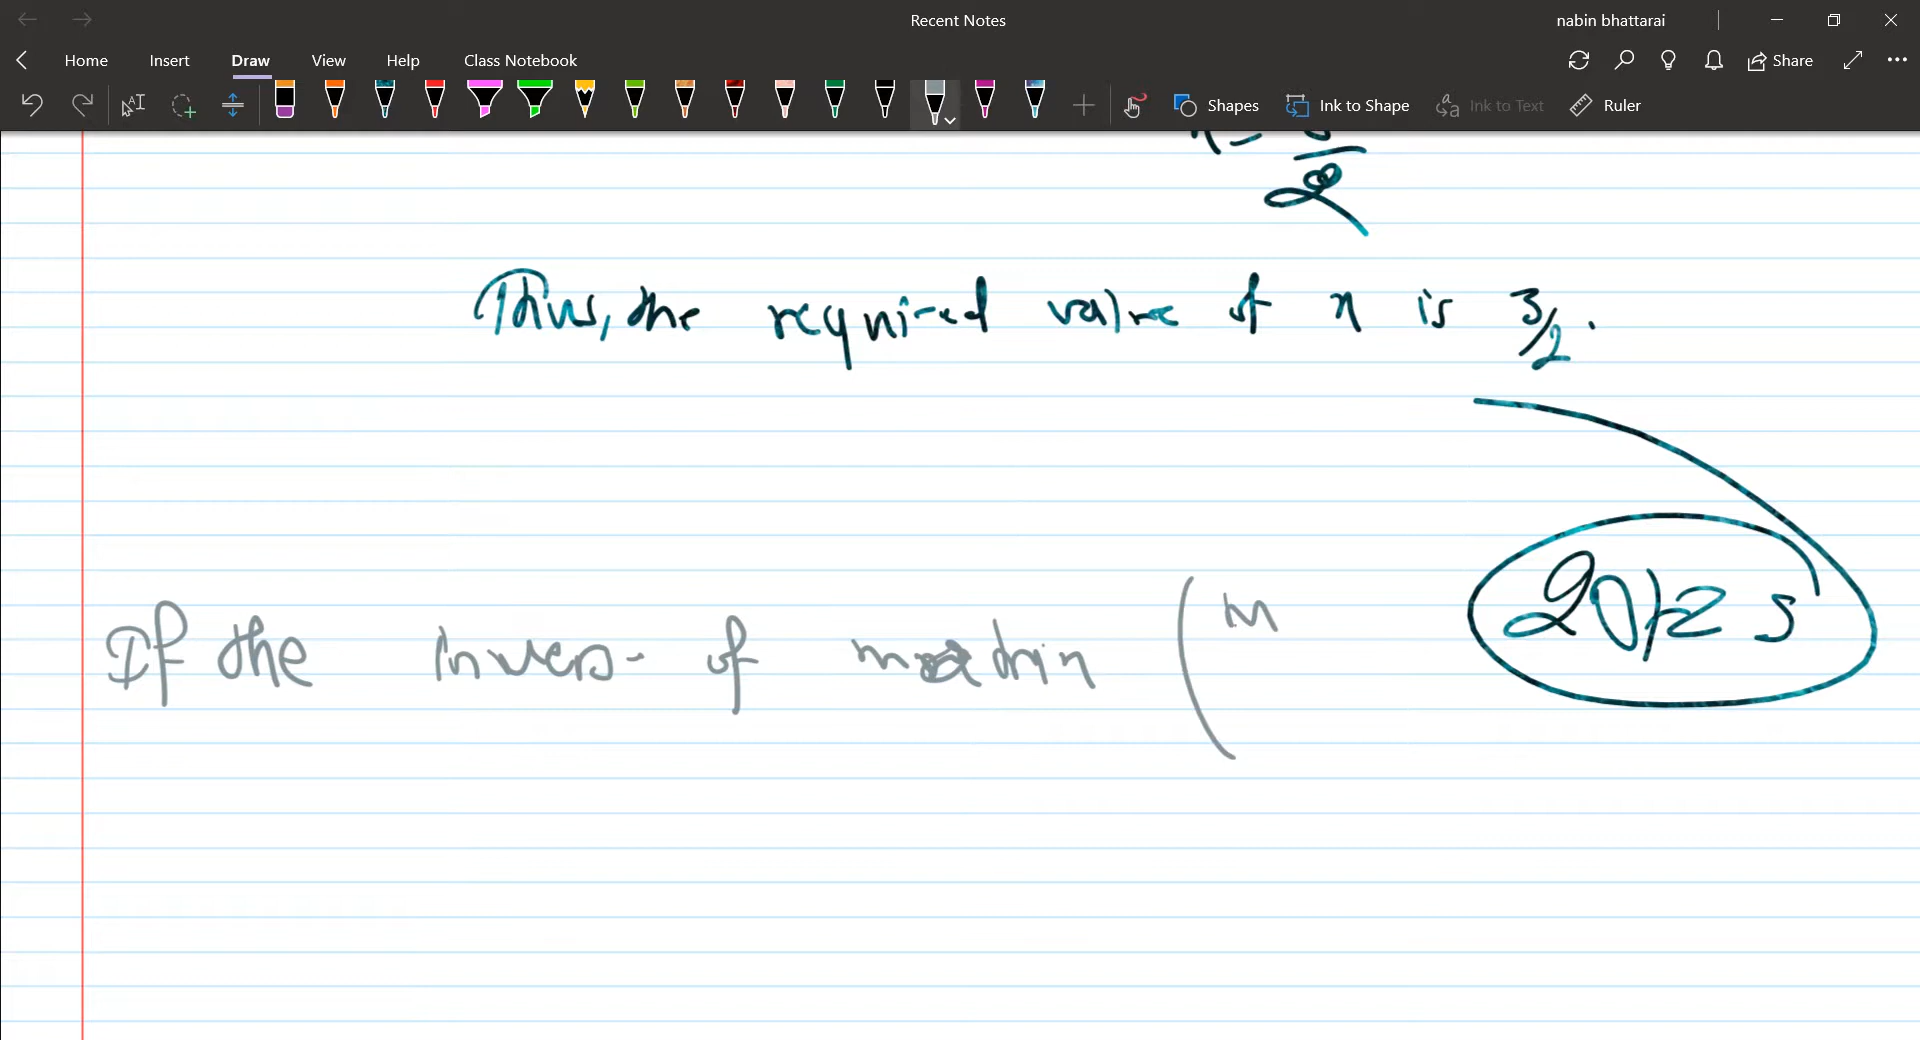 Recent Notes
nabin bhattarai
Home Insert Draw View Help Class Notebook
Share
Shapes Ink to Shape Ink to Text Ruler
2
Thus, the required value of x is 3/2.
If the inverse of matrix ( m